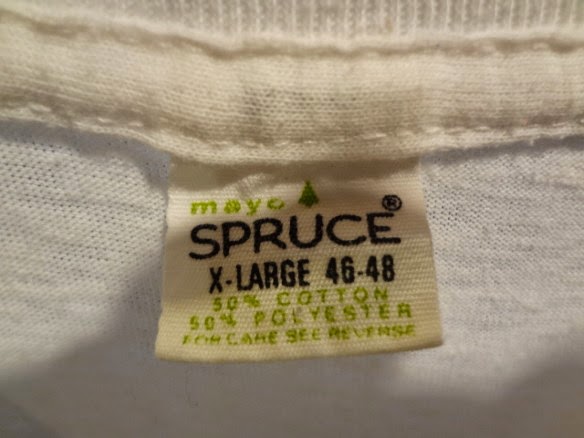 mayo
SPRUCE®
X-LARGE 46-48
50% COTTON
50% POLYESTER
FOR CARE SEE REVERSE